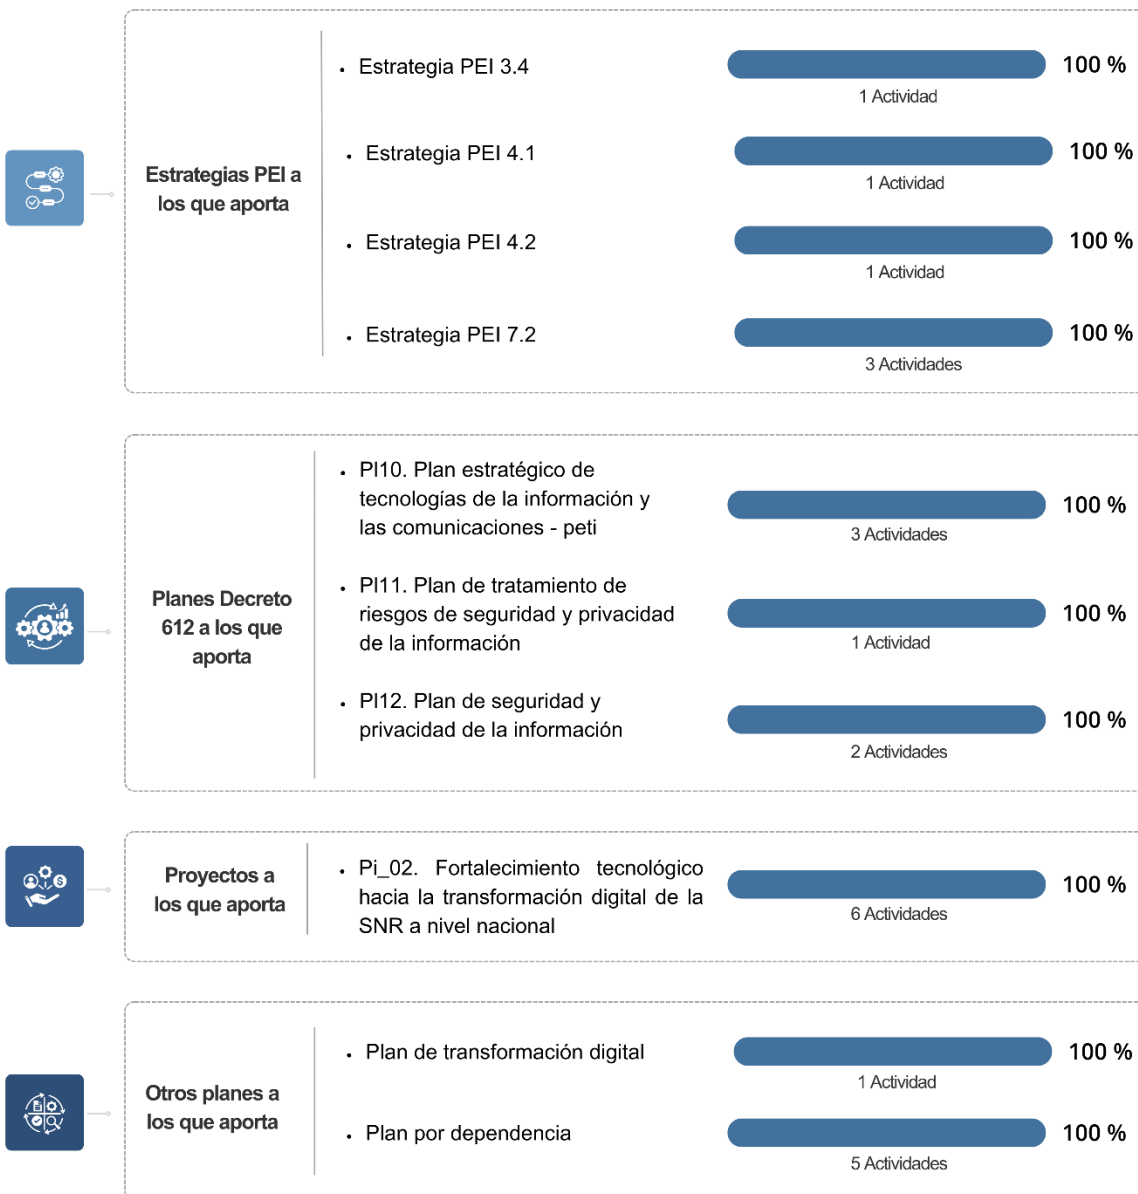 Estrategias PEI a
los que aporta
• Estrategia PEI 3.4
100 %
1 Actividad
• Estrategia PEI 4.1
100 %
1 Actividad
• Estrategia PEI 4.2
100 %
1 Actividad
• Estrategia PEI 7.2
100 %
3 Actividades
Planes Decreto
612 a los que
aporta
• Pl10. Plan estratégico de
tecnologías de la información y
las comunicaciones - peti
100 %
3 Actividades
• Pl11. Plan de tratamiento de
riesgos de seguridad y privacidad
de la información
100 %
1 Actividad
• Pl12. Plan de seguridad y
privacidad de la información
100 %
2 Actividades
Proyectos a
los que aporta
• Pi_02. Fortalecimiento tecnológico
hacia la transformación digital de la
SNR a nivel nacional
100 %
6 Actividades
Otros planes a
los que aporta
• Plan de transformación digital
100 %
1 Actividad
• Plan por dependencia
100 %
5 Actividades